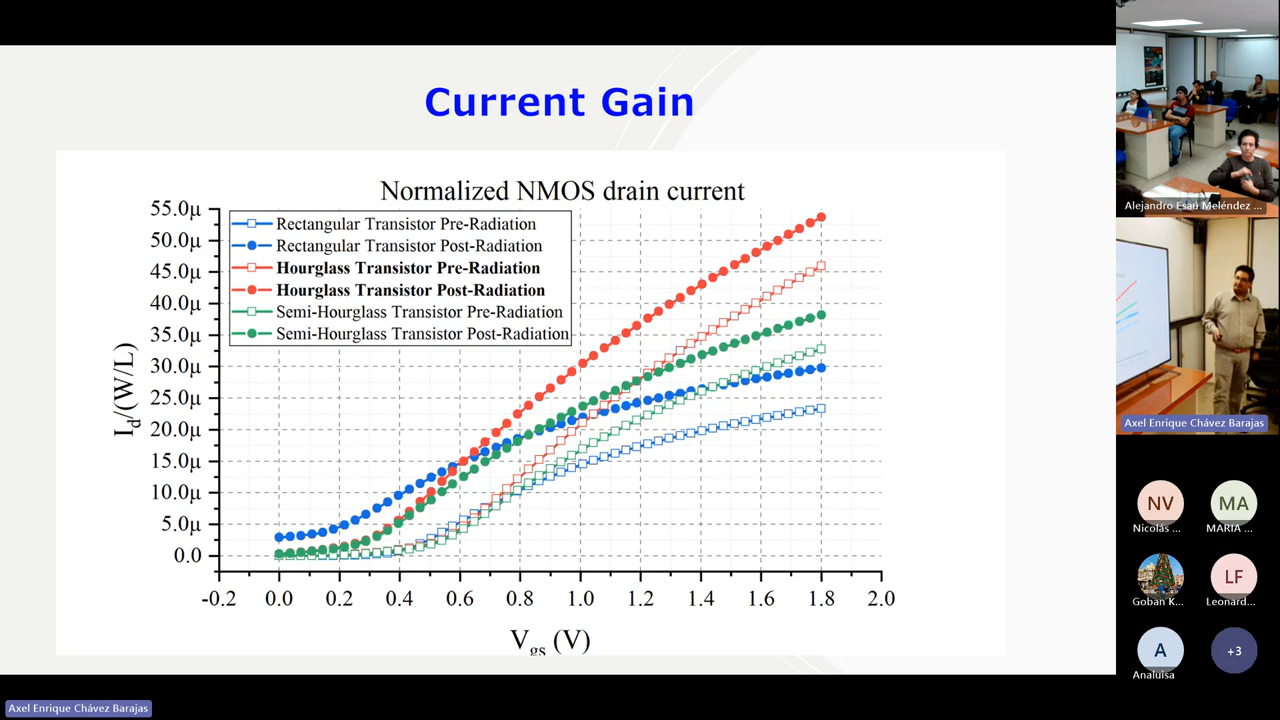 Current Gain
Normalized NMOS drain current
Rectangular Transistor Pre-Radiation
Rectangular Transistor Post-Radiation
Hourglass Transistor Pre-Radiation
Hourglass Transistor Post-Radiation
Semi-Hourglass Transistor Pre-Radiation
Semi-Hourglass Transistor Post-Radiation
55.0µ
50.0µ
45.0µ
40.0µ
35.0µ
30.0µ
25.0µ
20.0µ
15.0µ
10.0µ
5.0µ
0.0
Id/(W/L)
-0.2 0.0 0.2 0.4 0.6 0.8 1.0 1.2 1.4 1.6 1.8 2.0
Vgs (V)
Alejandro Esaú Meléndez ...
Axel Enrique Chávez Barajas
NV
Nicolás ...
MA
MARIA ...
Goban K...
LF
Leonard...
A
Analuisa
+3
Axel Enrique Chávez Barajas